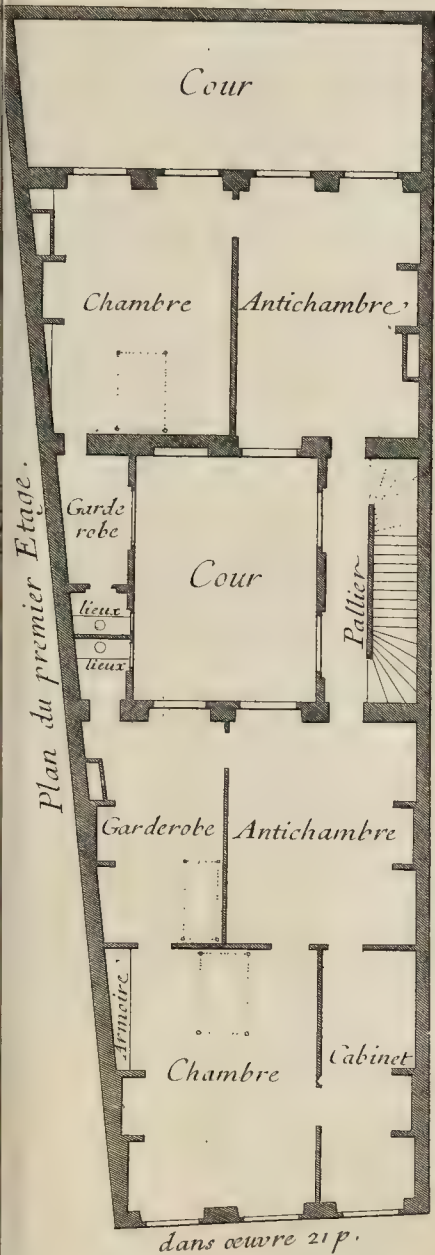 Cour
Chambre
Antichambre
Garde
robe
Cour
Pallier
lieux
lieux
Plan du premier Etage.
Garderobe
Antichambre
Armoire
Chambre
Cabinet
dans œuvre 21 p.